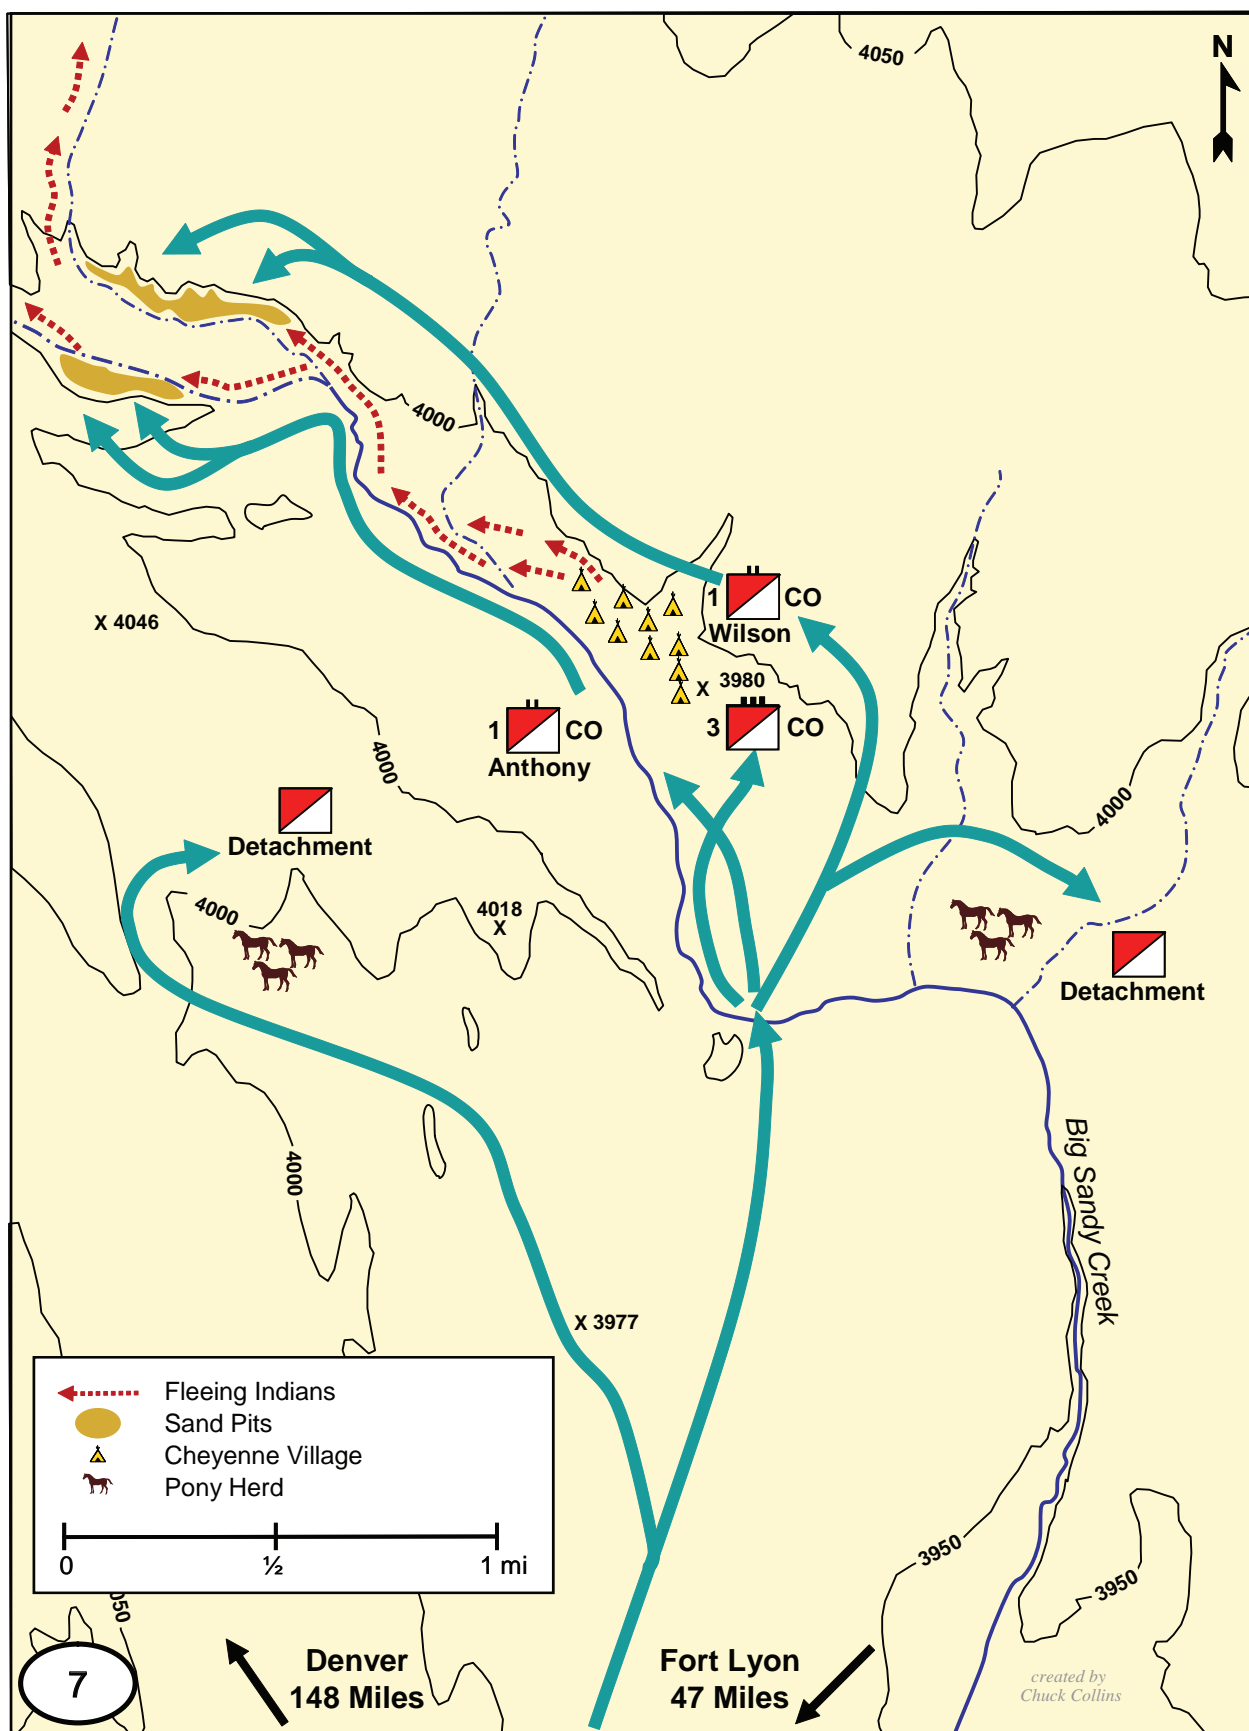 N
4050
4000
1 CO
Wilson
X 4046
X 3980
1 CO
Anthony
3 CO
4000
Detachment
4000
4000
4018
X
Detachment
4000
Big Sandy Creek
X 3977
Fleeing Indians
Sand Pits
Cheyenne Village
Pony Herd
0 ½ 1 mi
3950
3950
050
7
Denver
148 Miles
Fort Lyon
47 Miles
created by
Chuck Collins